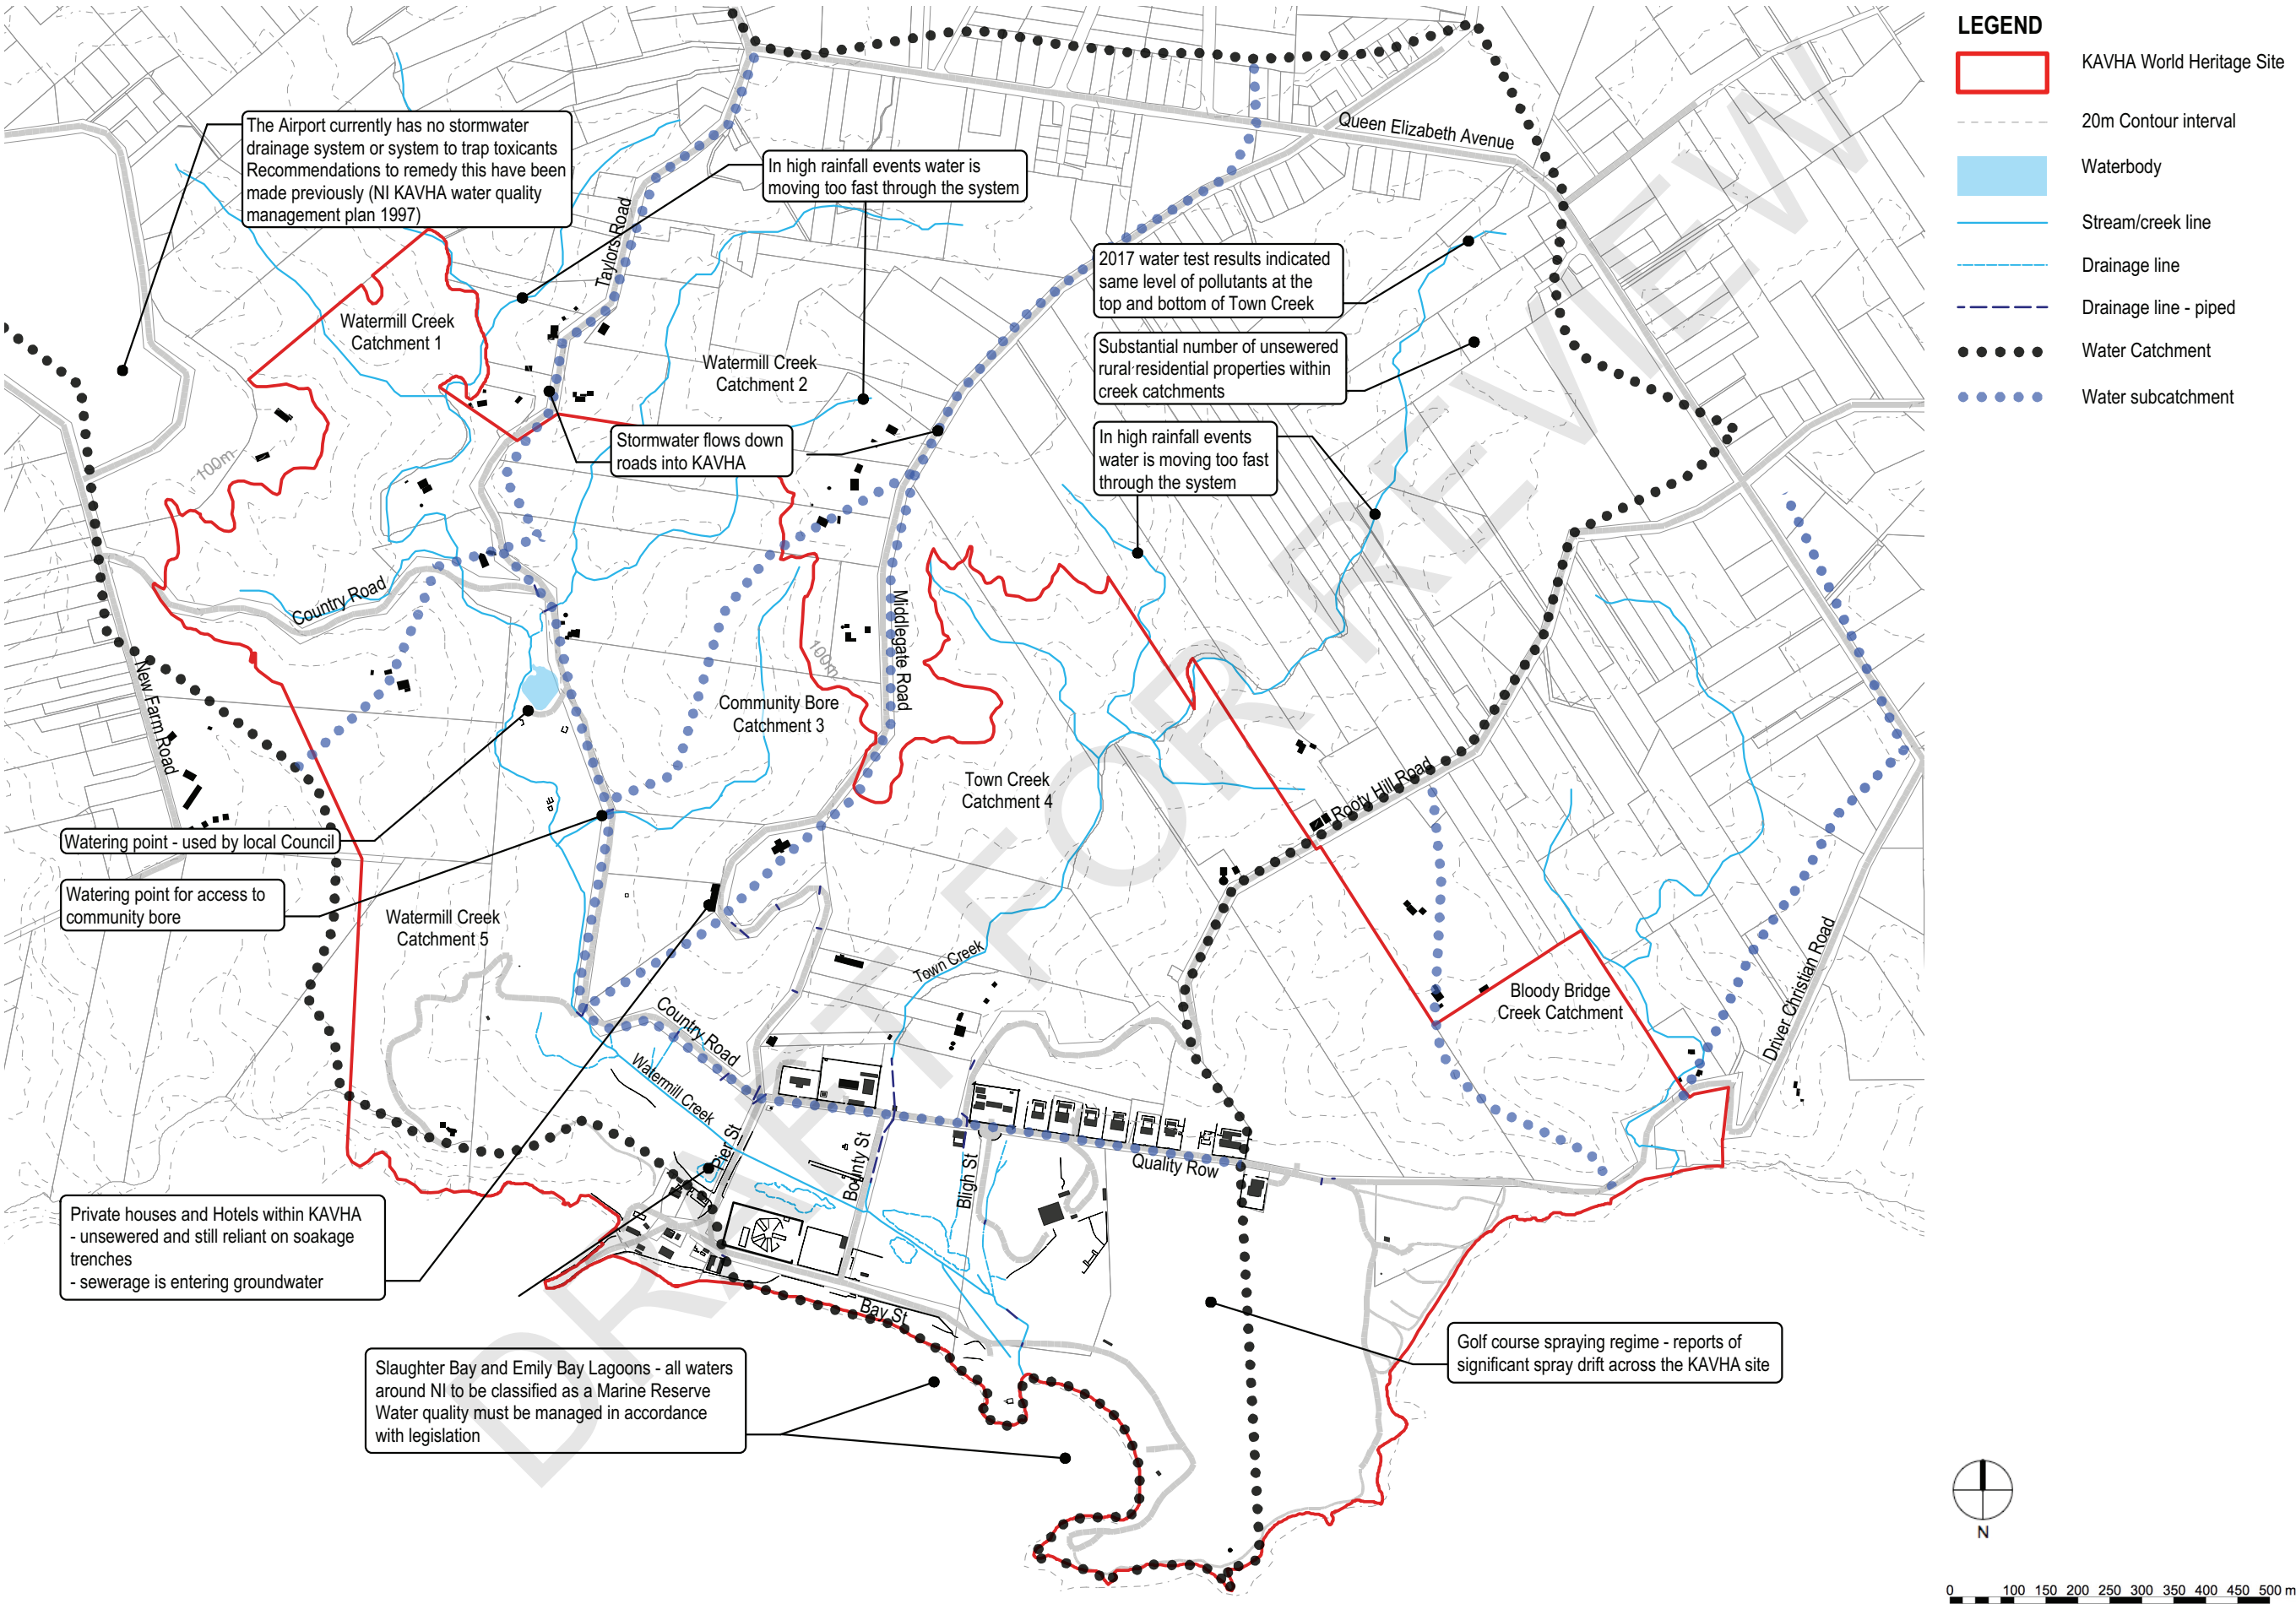 LEGEND
KAVHA World Heritage Site
20m Contour interval
Waterbody
Stream/creek line
Drainage line
Drainage line - piped
Water Catchment
Water subcatchment
The Airport currently has no stormwater
drainage system or system to trap toxicants
Recommendations to remedy this have been
made previously (NI KAVHA water quality
management plan 1997)
In high rainfall events water is
moving too fast through the system
Queen Elizabeth Avenue
Taylors Road
2017 water test results indicated
same level of pollutants at the
top and bottom of Town Creek
Watermill Creek
Catchment 1
Watermill Creek
Catchment 2
Substantial number of unsewered
rural residential properties within
creek catchments
Stormwater flows down
roads into KAVHA
In high rainfall events
water is moving too fast
through the system
100m
Country Road
Middlegate Road
100m
New Farm Road
Community Bore
Catchment 3
Town Creek
Catchment 4
Rooty Hill Road
Watering point - used by local Council
Watering point for access to
community bore
Watermill Creek
Catchment 5
Town Creek
Bloody Bridge
Creek Catchment
Driver Christian Road
Country Road
Watermill Creek
Pier St
Bounty St
Bligh St
Quality Row
Private houses and Hotels within KAVHA
- unsewered and still reliant on soakage
trenches
- sewerage is entering groundwater
Bay St
Golf course spraying regime - reports of
significant spray drift across the KAVHA site
Slaughter Bay and Emily Bay Lagoons - all waters
around NI to be classified as a Marine Reserve
Water quality must be managed in accordance
with legislation
DRAFT FOR REVIEW
N
0 100 150 200 250 300 350 400 450 500 m